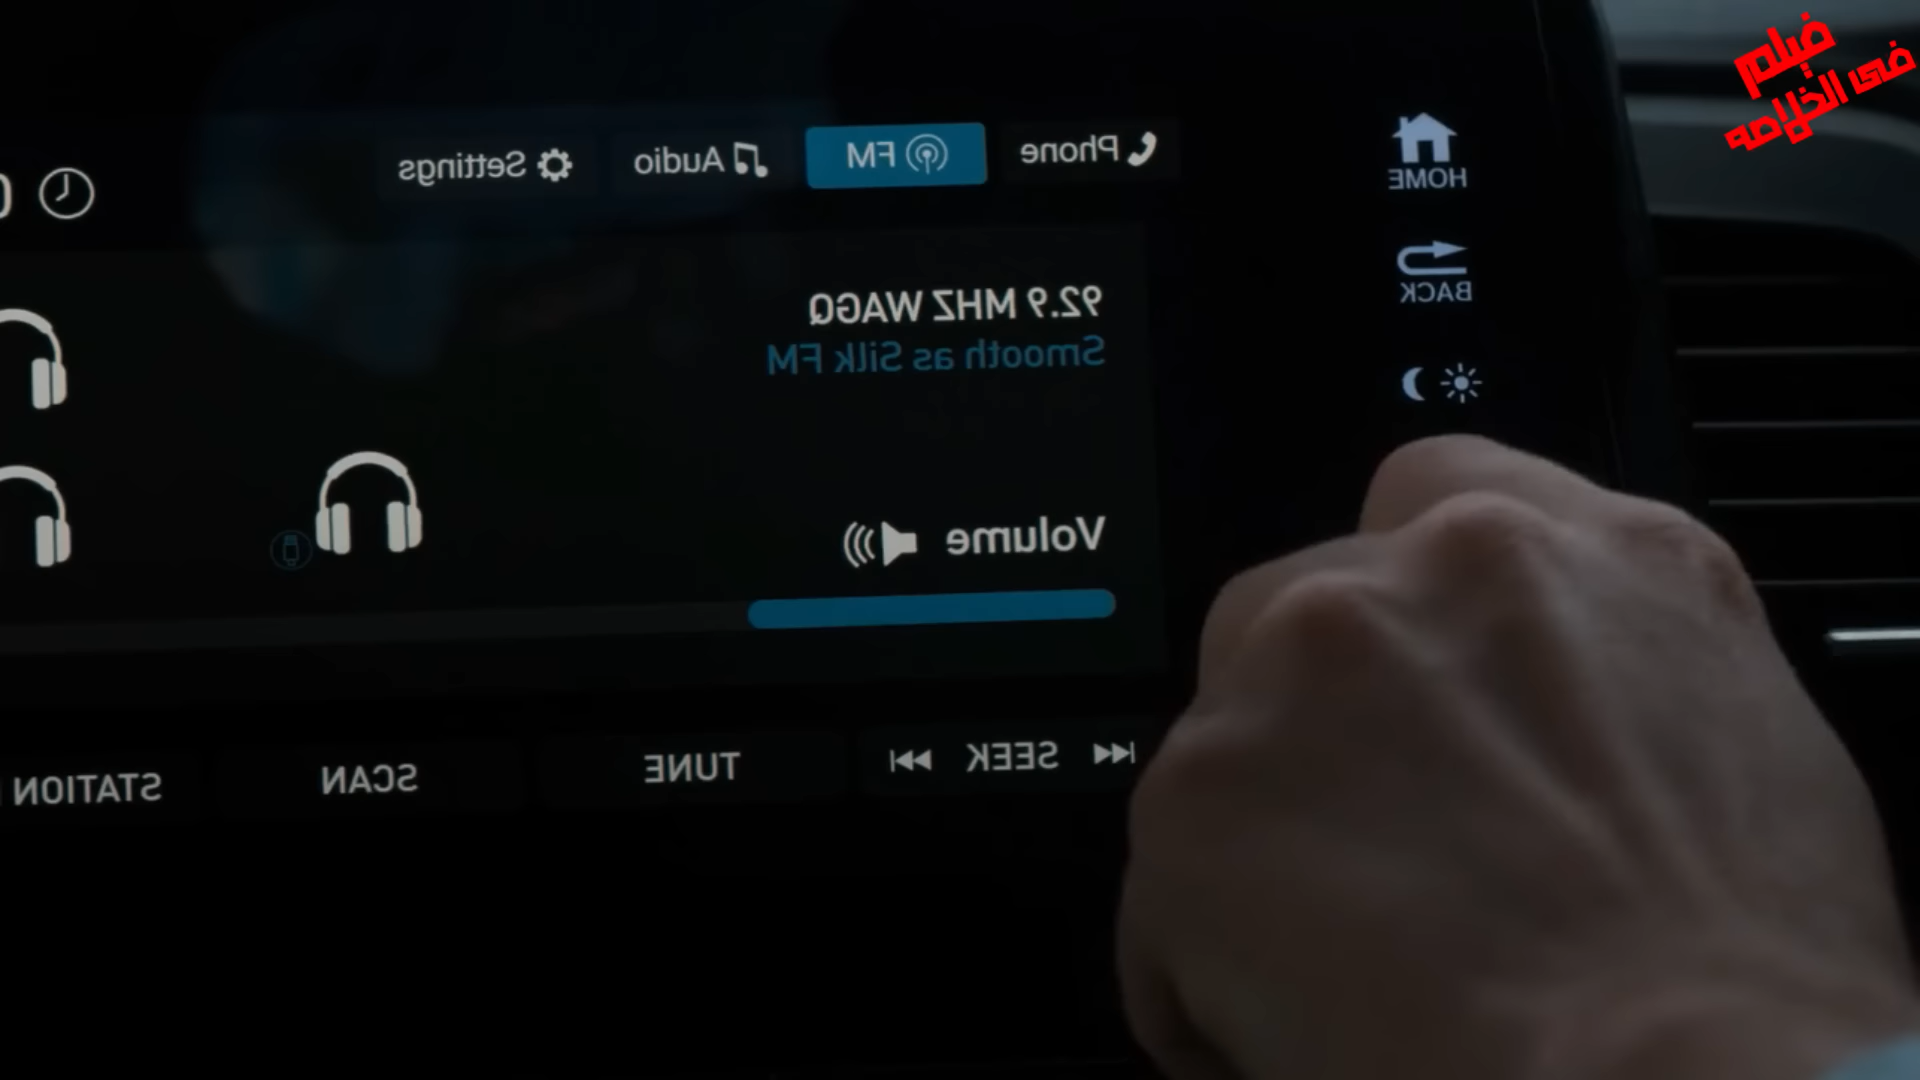 فيلم
في الخلاصه
HOME
Phone
FM
Audio
Settings
BACK
92.9 MHZ WAGQ
Smooth as Silk FM
Volume
SEEK
TUNE
SCAN
STATION